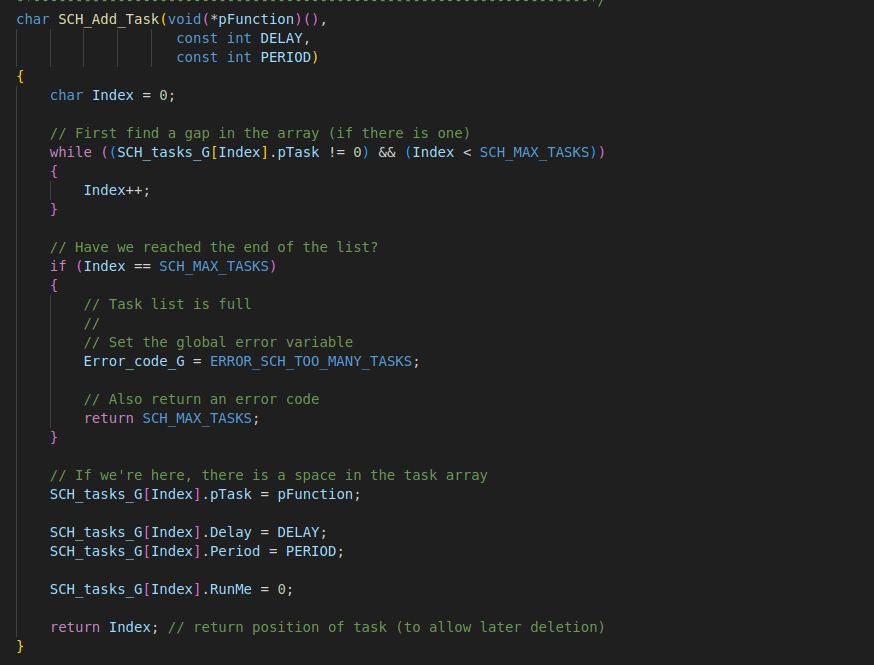 char SCH_Add_Task(void(*pFunction)(),
                  const int DELAY,
                  const int PERIOD)
{
    char Index = 0;

    // First find a gap in the array (if there is one)
    while ((SCH_tasks_G[Index].pTask != 0) && (Index < SCH_MAX_TASKS))
    {
        Index++;
    }

    // Have we reached the end of the list?
    if (Index == SCH_MAX_TASKS)
    {
        // Task list is full
        //
        // Set the global error variable
        Error_code_G = ERROR_SCH_TOO_MANY_TASKS;

        // Also return an error code
        return SCH_MAX_TASKS;
    }

    // If we're here, there is a space in the task array
    SCH_tasks_G[Index].pTask = pFunction;

    SCH_tasks_G[Index].Delay = DELAY;
    SCH_tasks_G[Index].Period = PERIOD;

    SCH_tasks_G[Index].RunMe = 0;

    return Index; // return position of task (to allow later deletion)
}